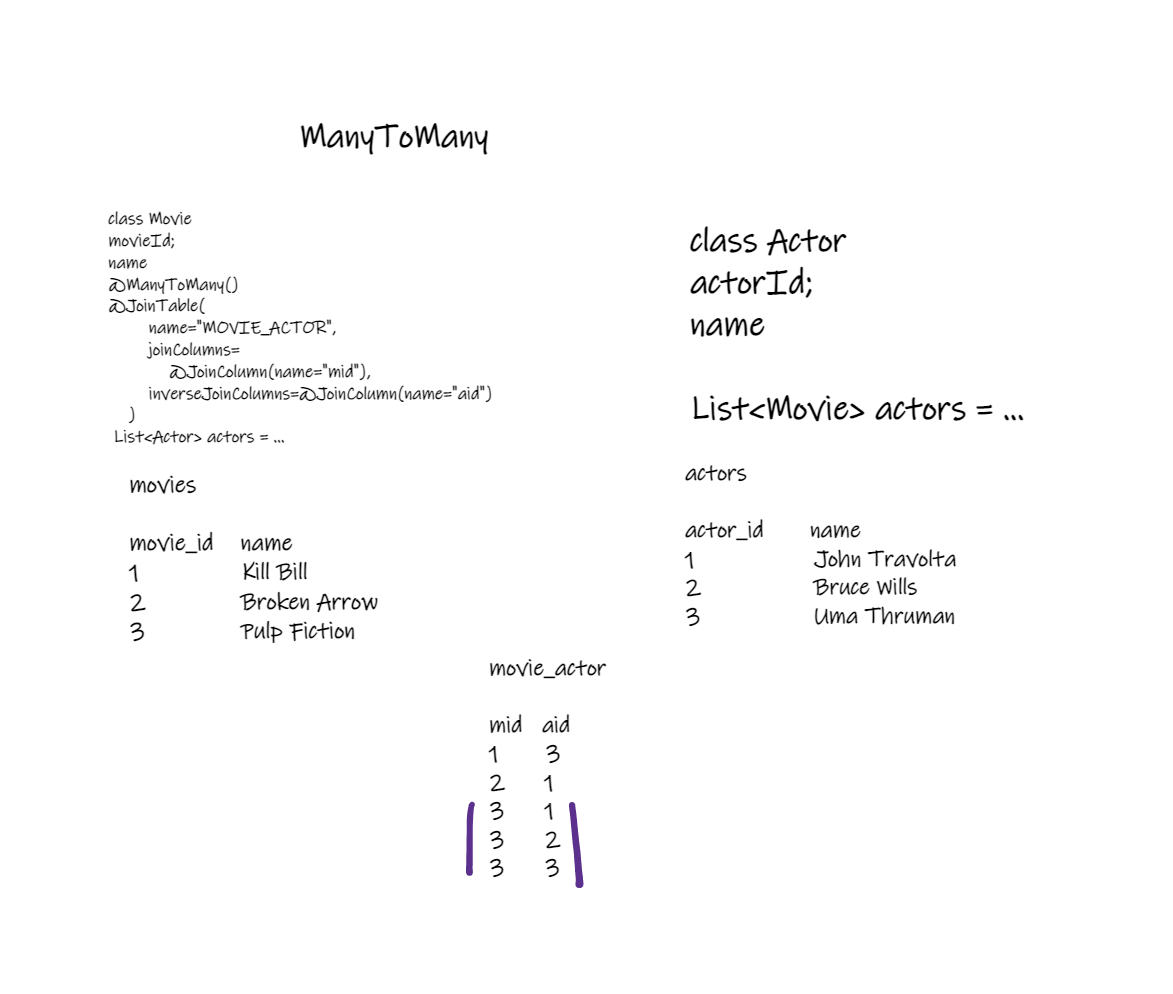 ManyToMany
class Movie
movieId;
name
@ManyToMany()
@JoinTable(
name="MOVIE_ACTOR",
joinColumns=
@JoinColumn(name="mid"),
inverseJoinColumns=@JoinColumn(name="aid")
)
List<Actor> actors = ...
class Actor
actorId;
name
List<Movie> actors = ...
movies
movie_id name
1 Kill Bill
2 Broken Arrow
3 Pulp Fiction
actors
actor_id name
1 John Travolta
2 Bruce Wills
3 Uma Thruman
movie_actor
mid aid
1 3
2 1
3 1
3 2
3 3